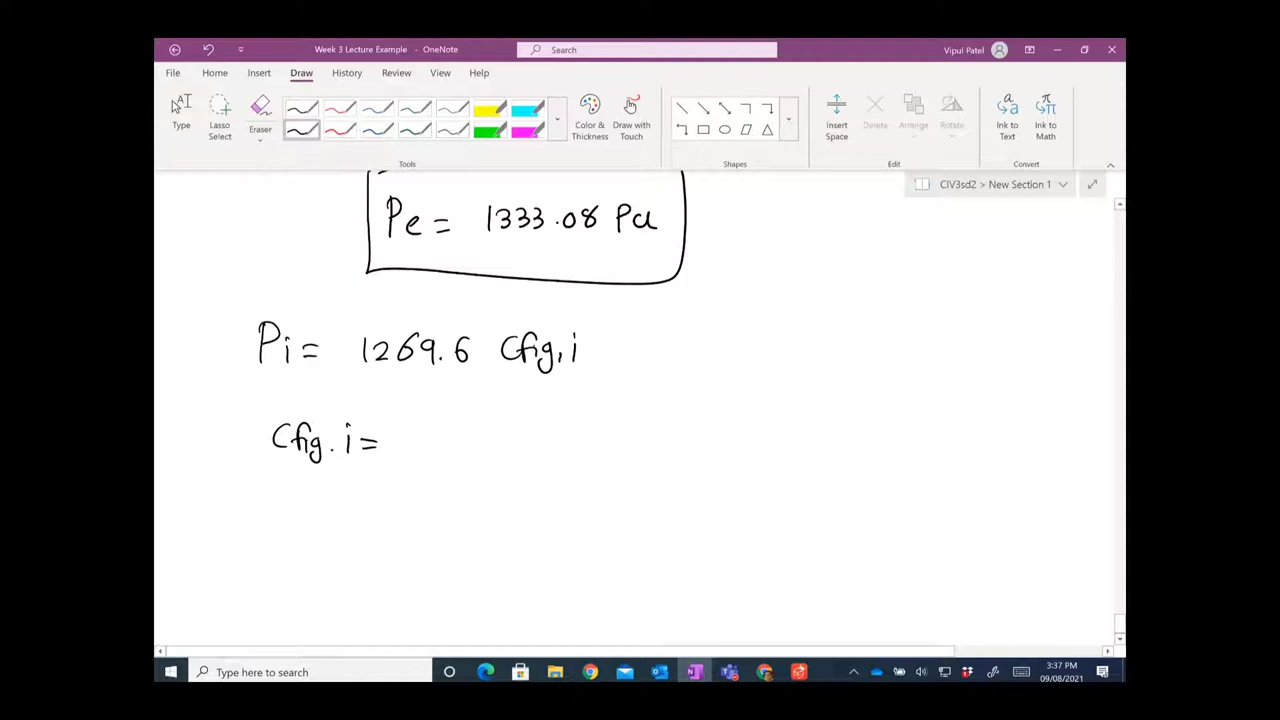 Week 3 Lecture Example - OneNote
Search
Vipul Patel
File Home Insert Draw History Review View Help
Type
Lasso Select
Eraser
Color & Thickness
Draw with Touch
Insert Space
Delete
Arrange
Rotate
Ink to Text
Ink to Math
Tools
Shapes
Edit
Convert
CIV3sd2 > New Section 1
Pe = 1333.08 Pa
Pi = 1269.6 Cfig,i
Cfig.i =
Type here to search
3:37 PM
09/08/2021